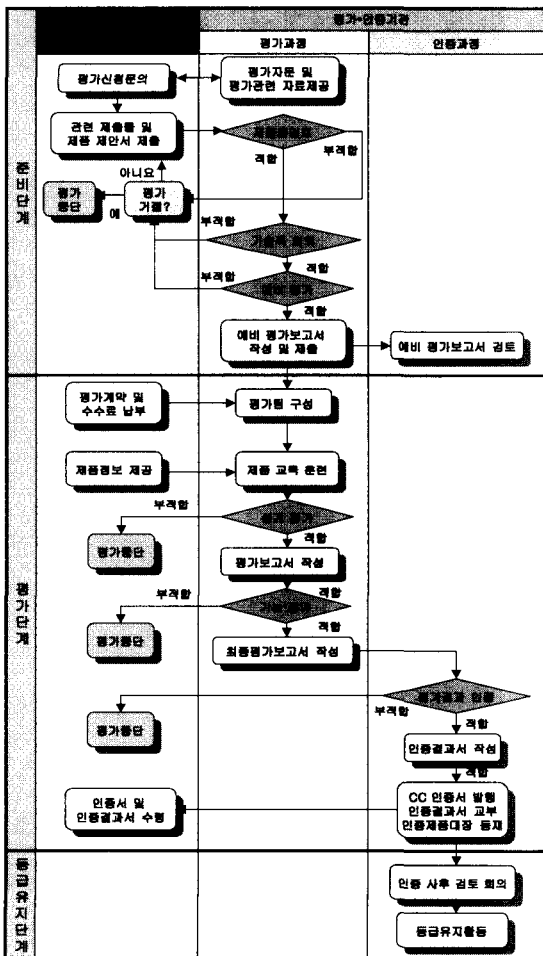 평가·인증기관
평가과정
인증과정
준비단계
평가신청문의
평가자문 및
평가관련 자료제공
관련 제출물 및
제품 제안서 제출
부적합
적합
아니요
평가
중단
예
평가
거절?
부적합
적합
부적합
적합
예비 평가보고서
작성 및 제출
예비 평가보고서 검토
평가단계
평가계약 및
수수료 납부
평가팀 구성
제품정보 제공
제품 교육 훈련
부적합
적합
평가중단
평가보고서 작성
적합
부적합
적합
평가중단
최종평가보고서 작성
평가결과 인증
부적합
적합
평가중단
인증결과서 작성
적합
인증서 및
인증결과서 수령
CC 인증서 발행
인증결과서 교부
인증제품대장 등재
등급유지단계
인증 사후 검토 회의
등급유지활동